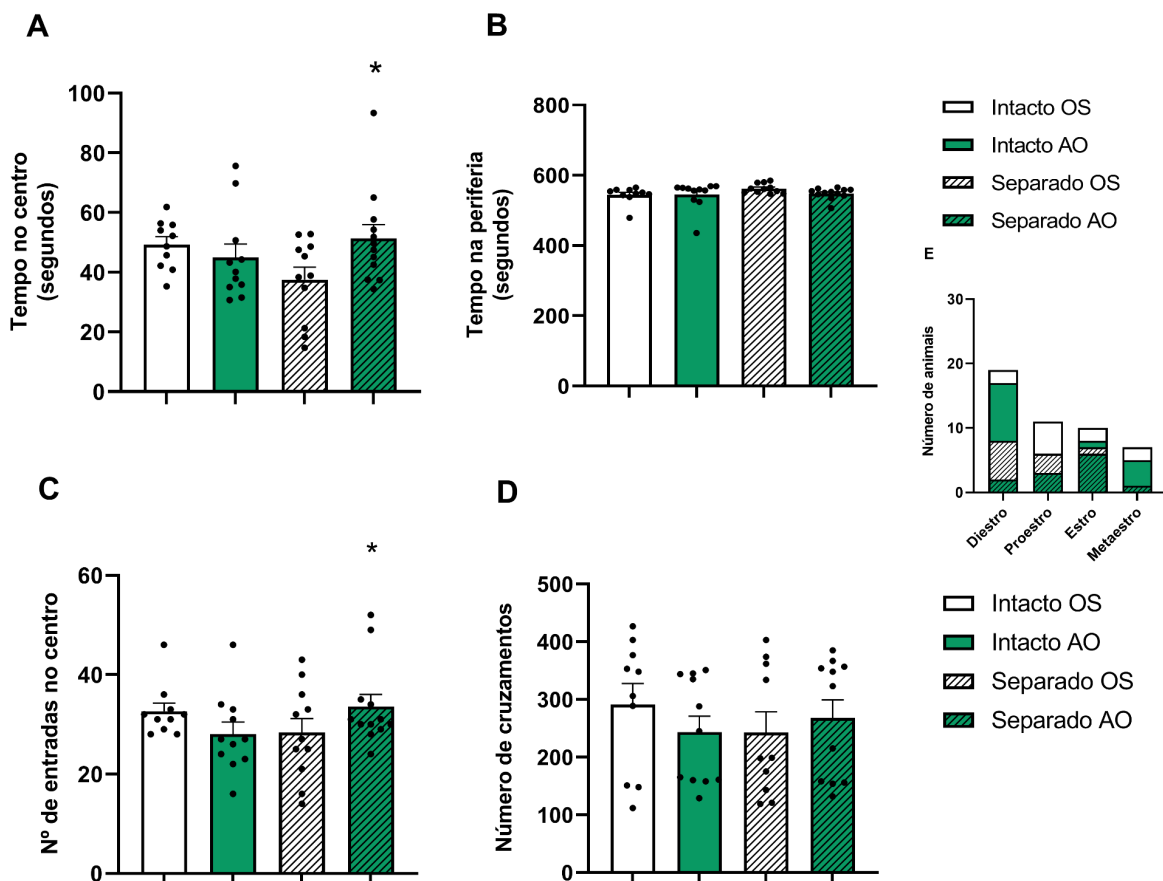 A
Tempo no centro
(segundos)
100
80
60
40
20
0
*
B
Tempo na periferia
(segundos)
800
600
400
200
0
Intacto OS
Intacto AO
Separado OS
Separado AO
E
Número de animais
30
20
10
0
Diestro
Proestro
Estro
Metaestro
C
Nº de entradas no centro
60
40
20
0
*
D
Número de cruzamentos
500
400
300
200
100
0
Intacto OS
Intacto AO
Separado OS
Separado AO